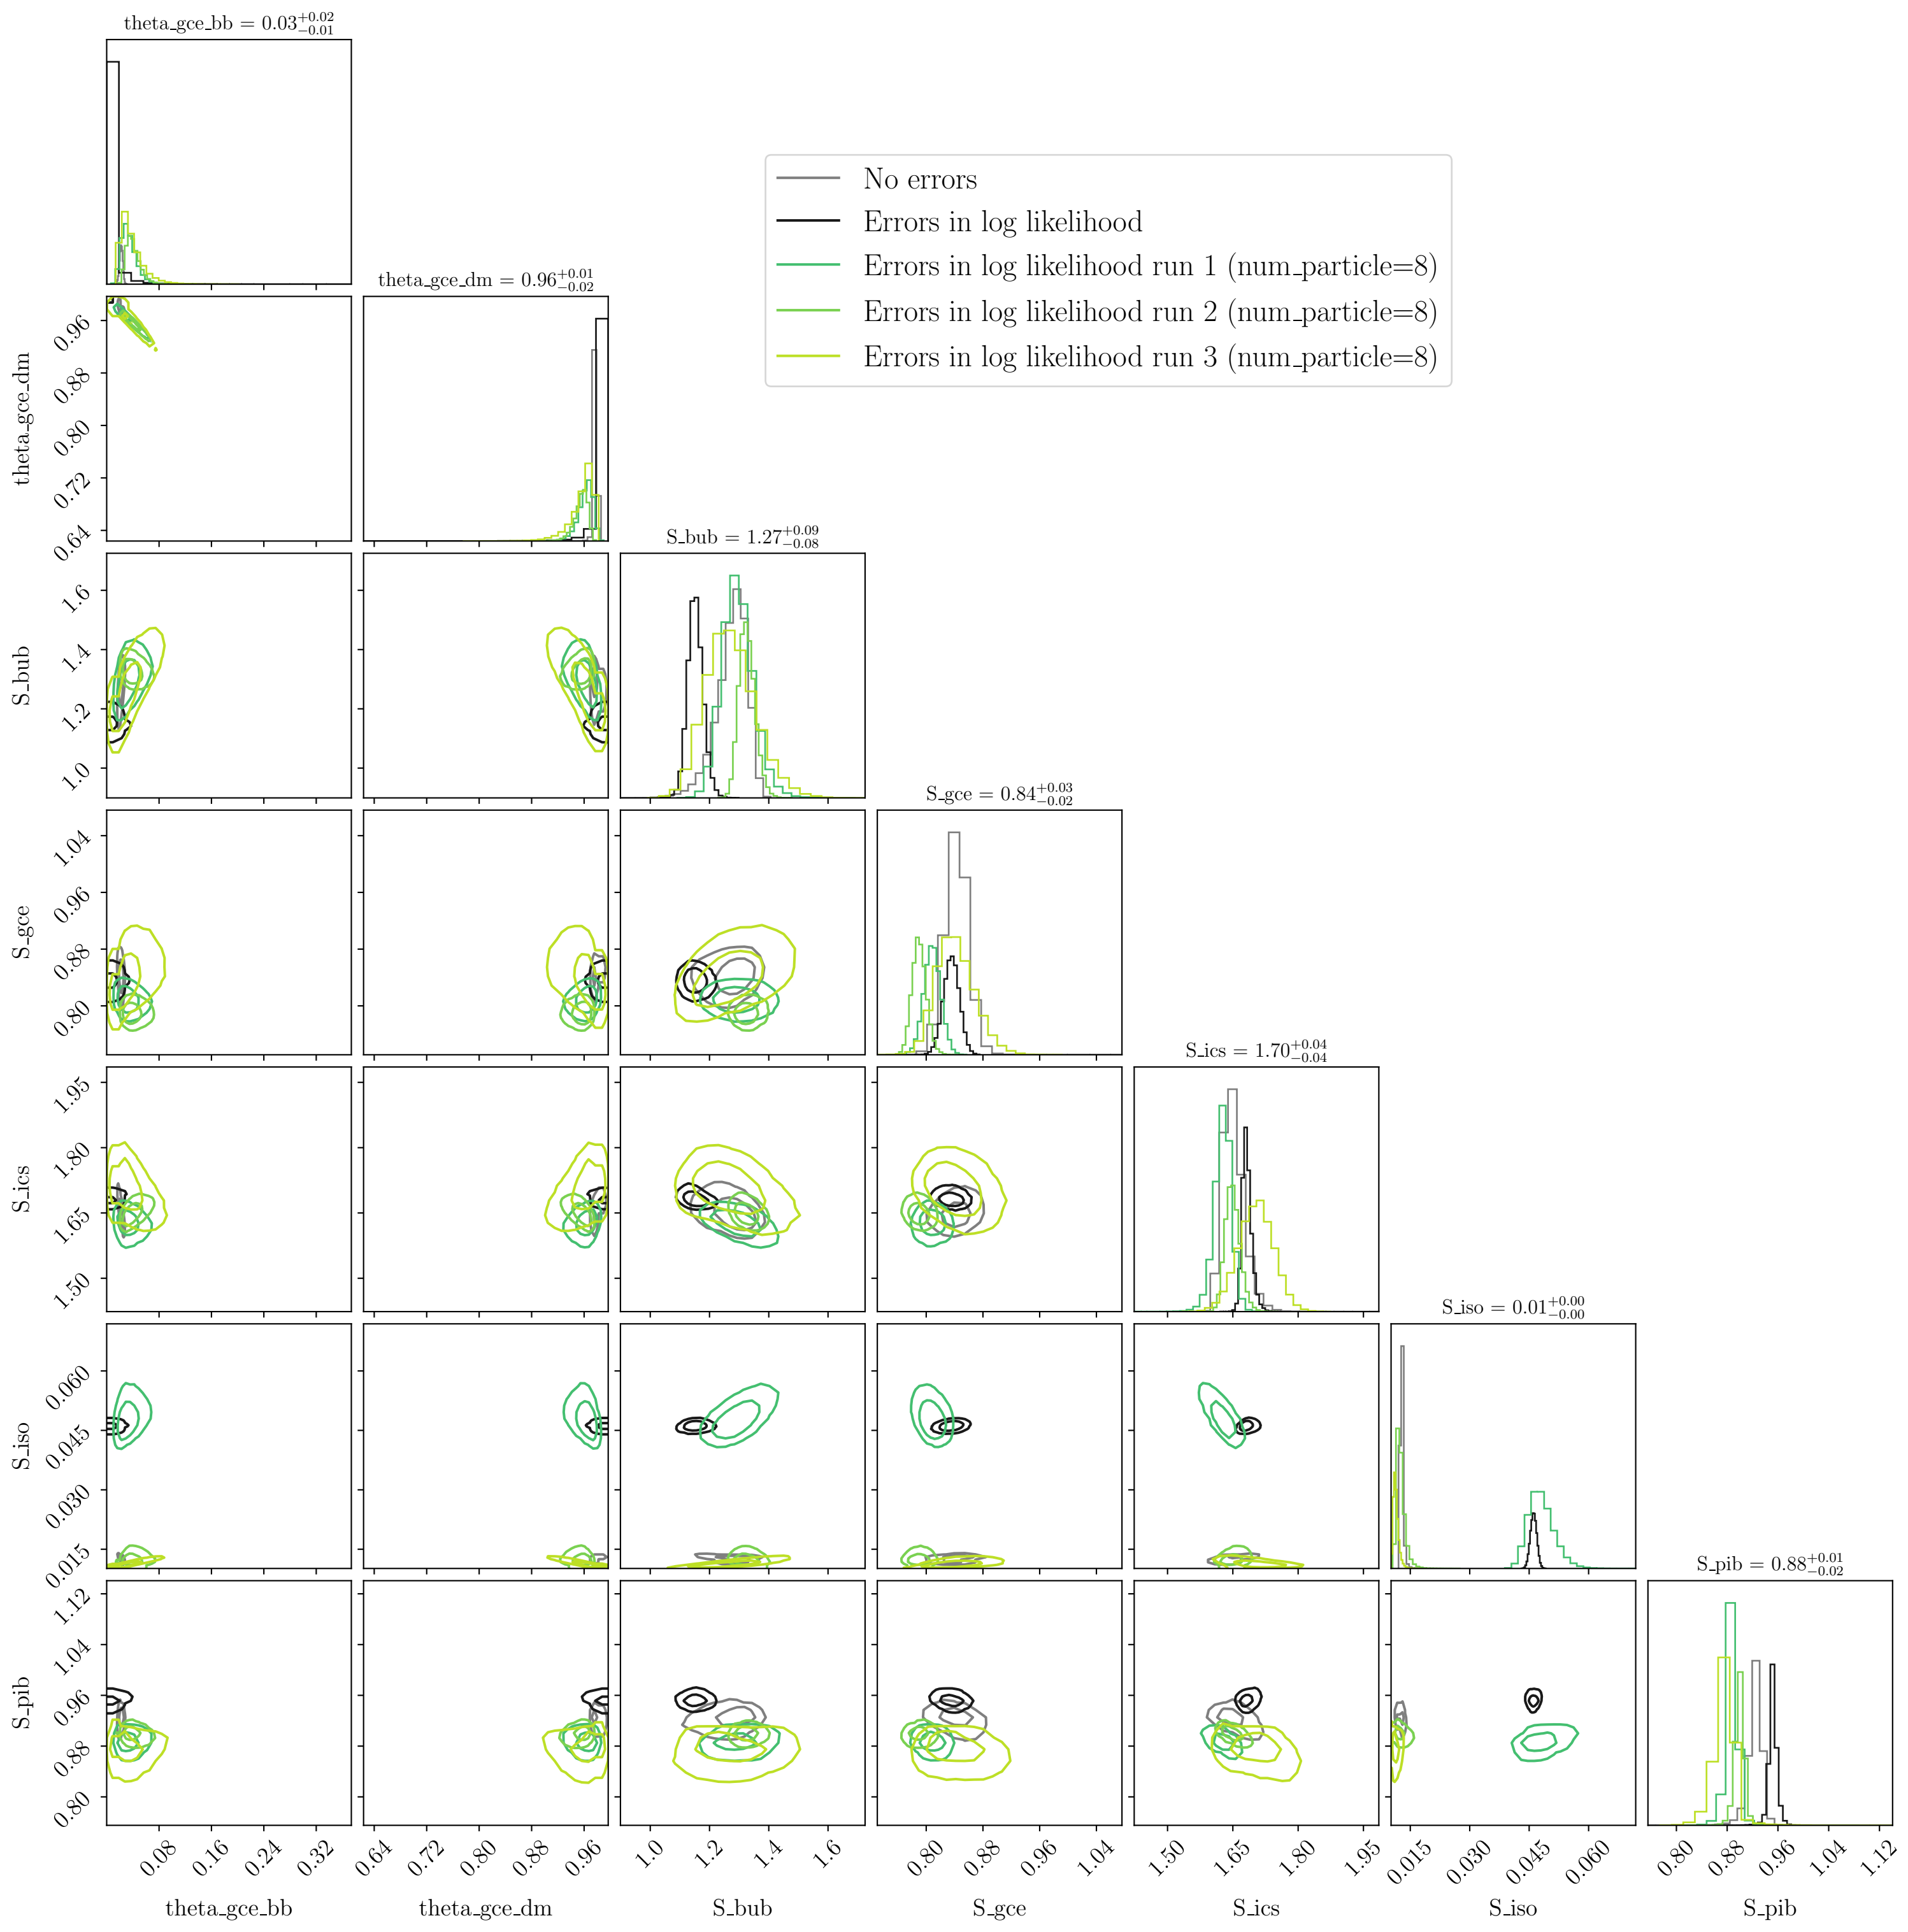 theta_gce_bb = 0.03+0.02 −0.01
theta_gce_dm = 0.96+0.01 −0.02
No errors
Errors in log likelihood
Errors in log likelihood run 1 (num_particle=8)
Errors in log likelihood run 2 (num_particle=8)
Errors in log likelihood run 3 (num_particle=8)
theta_gce_dm
0.96
0.88
0.80
0.72
0.64
S_bub = 1.27+0.09 −0.08
S_bub
1.6
1.4
1.2
1.0
S_gce = 0.84+0.03 −0.02
S_gce
1.04
0.96
0.88
0.80
S_ics = 1.70+0.04 −0.04
S_ics
1.95
1.80
1.65
1.50
S_iso = 0.01+0.00 −0.00
S_iso
0.060
0.045
0.030
0.015
S_pib = 0.88+0.01 −0.02
S_pib
1.12
1.04
0.96
0.88
0.80
0.08 0.16 0.24 0.32 0.64 0.72 0.80 0.88 0.96 1.0 1.2 1.4 1.6 0.80 0.88 0.96 1.04 1.50 1.65 1.80 1.95 0.015 0.030 0.045 0.060 0.80 0.88 0.96 1.04 1.12
theta_gce_bb theta_gce_dm S_bub S_gce S_ics S_iso S_pib